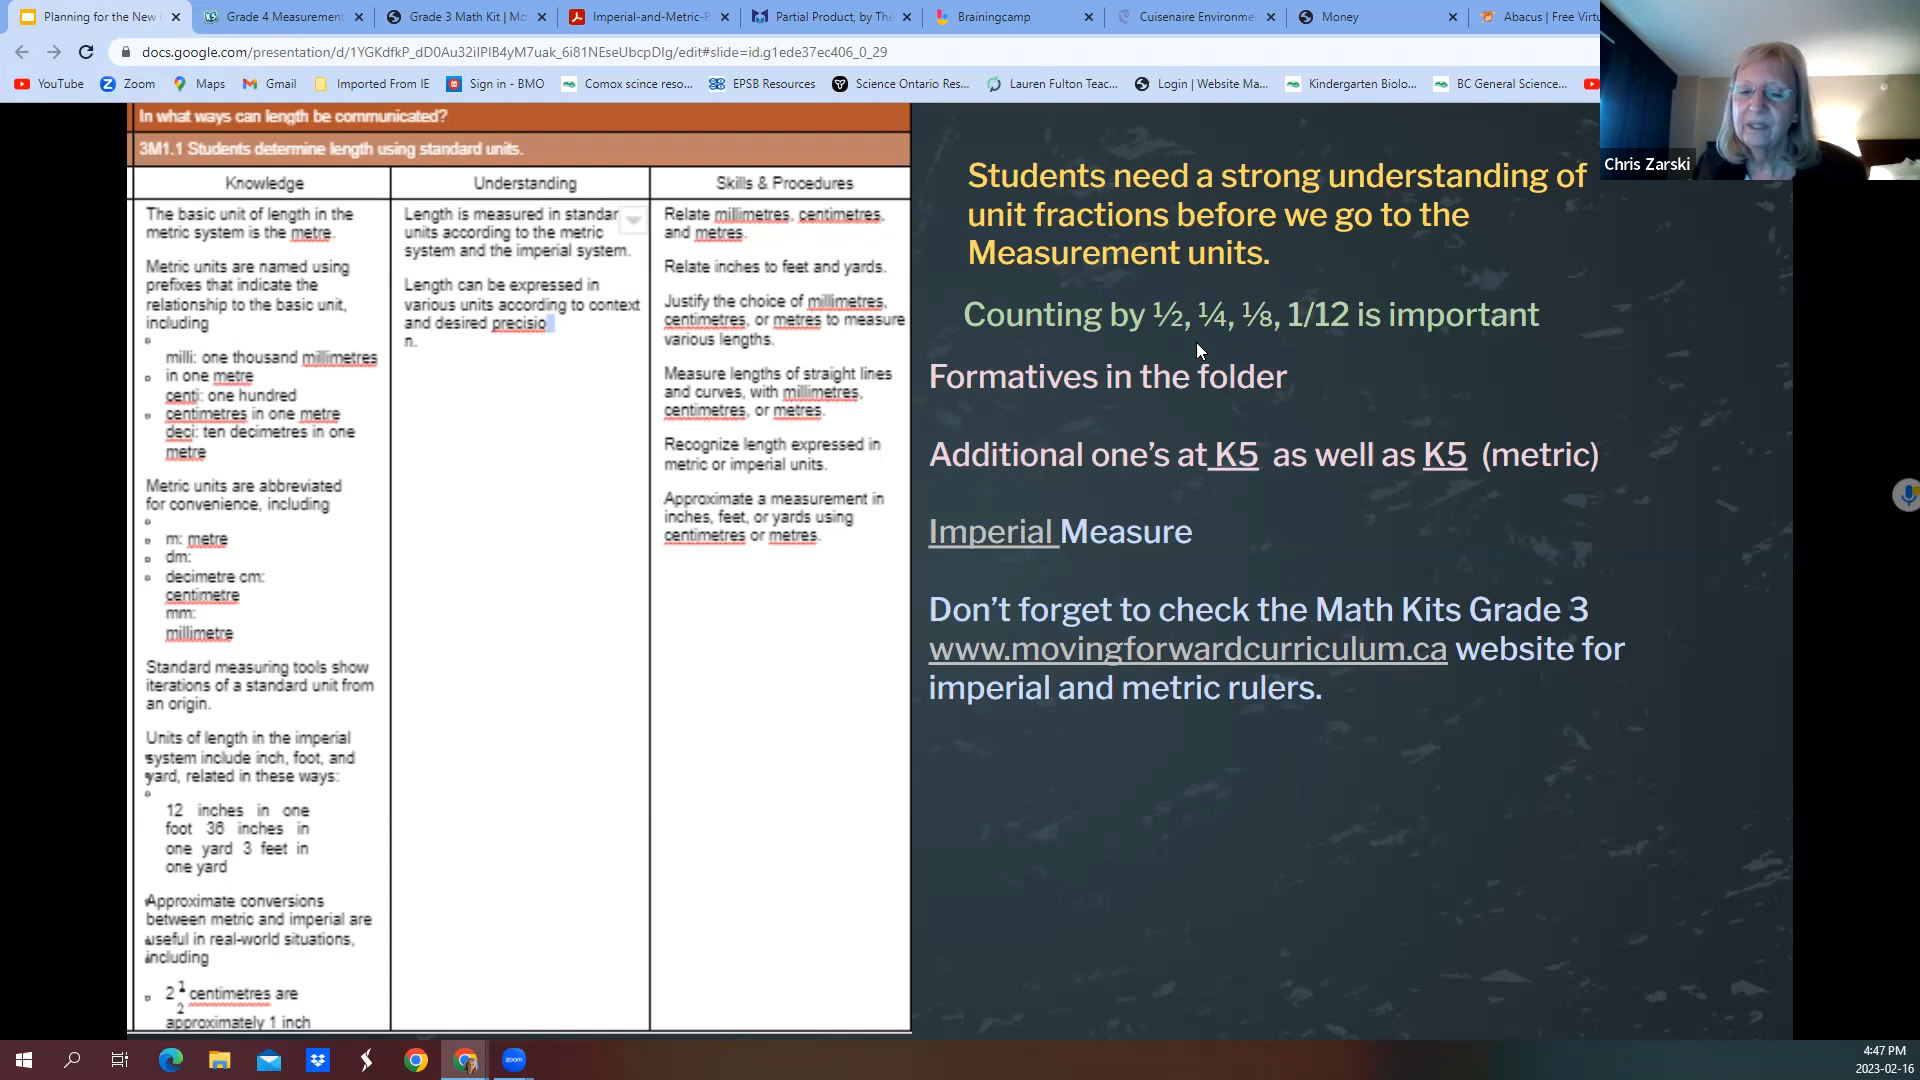 Planning for the New C
Grade 4 Measurement
Grade 3 Math Kit | Mo
Imperial-and-Metric-R
Partial Product, by The
Brainingcamp
Cuisenaire Environme
Money
Abacus | Free Virtu
docs.google.com/presentation/d/1YGKdfkP_dD0Au32iIPIB4yM7uak_6i81NEseUbcpDIg/edit#slide=id.g1ede37ec406_0_29
YouTube
Zoom
Maps
Gmail
Imported From IE
Sign in - BMO
Comox scince reso...
EPSB Resources
Science Ontario Res...
Lauren Fulton Teac...
Login | Website Ma...
Kindergarten Biolo...
BC General Science...
Chris Zarski
In what ways can length be communicated?
3M1.1 Students determine length using standard units.
Knowledge
The basic unit of length in the
metric system is the metre.
Metric units are named using
prefixes that indicate the
relationship to the basic unit,
including
milli: one thousand millimetres
in one metre
centi: one hundred
centimetres in one metre
deci: ten decimetres in one
metre
Metric units are abbreviated
for convenience, including
m: metre
dm:
decimetre cm:
centimetre
mm:
millimetre
Standard measuring tools show
iterations of a standard unit from
an origin.
Units of length in the imperial
system include inch, foot, and
yard, related in these ways:
12 inches in one
foot 36 inches in
one yard 3 feet in
one yard
Approximate conversions
between metric and imperial are
useful in real-world situations,
including
2 1/2 centimetres are
approximately 1 inch
Understanding
Length is measured in standar
units according to the metric
system and the imperial system.
Length can be expressed in
various units according to context
and desired precisio
n.
Skills & Procedures
Relate millimetres, centimetres,
and metres.
Relate inches to feet and yards.
Justify the choice of millimetres,
centimetres, or metres to measure
various lengths.
Measure lengths of straight lines
and curves, with millimetres,
centimetres, or metres.
Recognize length expressed in
metric or imperial units.
Approximate a measurement in
inches, feet, or yards using
centimetres or metres.
Students need a strong understanding of
unit fractions before we go to the
Measurement units.
Counting by ½, ¼, ⅛, 1/12 is important
Formatives in the folder
Additional one's at K5 as well as K5 (metric)
Imperial Measure
Don't forget to check the Math Kits Grade 3
www.movingforwardcurriculum.ca website for
imperial and metric rulers.
zoom
4:47 PM
2023-02-16